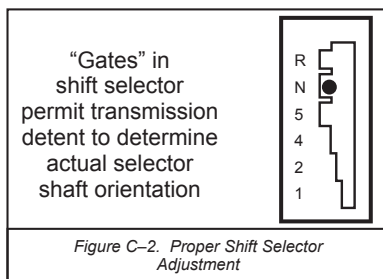 “Gates” in
shift selector
permit transmission
detent to determine
actual selector
shaft orientation
R
N
5
4
2
1
Figure C–2. Proper Shift Selector
Adjustment